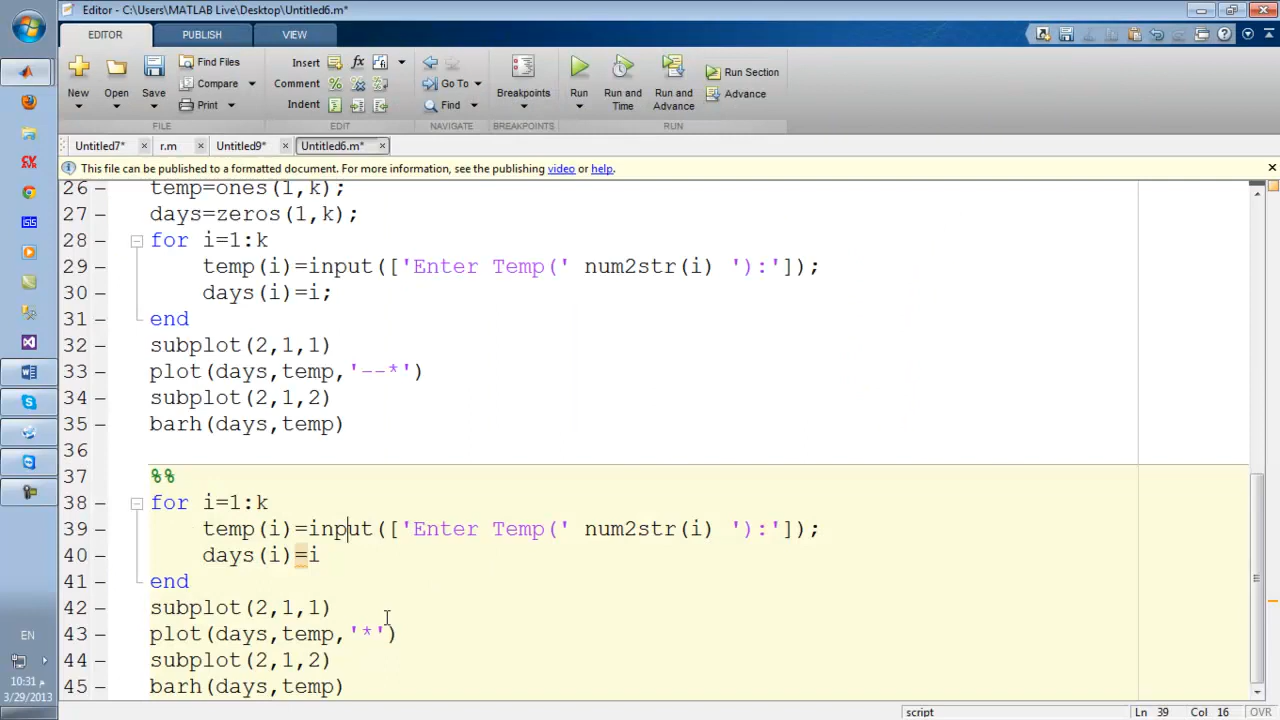 Editor - C:\Users\MATLAB Live\Desktop\Untitled6.m*
EDITOR PUBLISH VIEW
New Open Save Find Files Compare Print
FILE
Insert fx Comment Indent
EDIT
Go To Find
NAVIGATE
Breakpoints
BREAKPOINTS
Run Run and Time Run and Advance Run Section Advance
RUN
Untitled7* r.m Untitled9* Untitled6.m*
This file can be published to a formatted document. For more information, see the publishing video or help.
26 temp=ones(1,k);
27 days=zeros(1,k);
28 for i=1:k
29 temp(i)=input(['Enter Temp(' num2str(i) '):']);
30 days(i)=i;
31 end
32 subplot(2,1,1)
33 plot(days,temp,'--*')
34 subplot(2,1,2)
35 barh(days,temp)
36
37 %%
38 for i=1:k
39 temp(i)=input(['Enter Temp(' num2str(i) '):']);
40 days(i)=i
41 end
42 subplot(2,1,1)
43 plot(days,temp,'*')
44 subplot(2,1,2)
45 barh(days,temp)
EN
10:31 م
3/29/2013
script Ln 39 Col 16 OVR